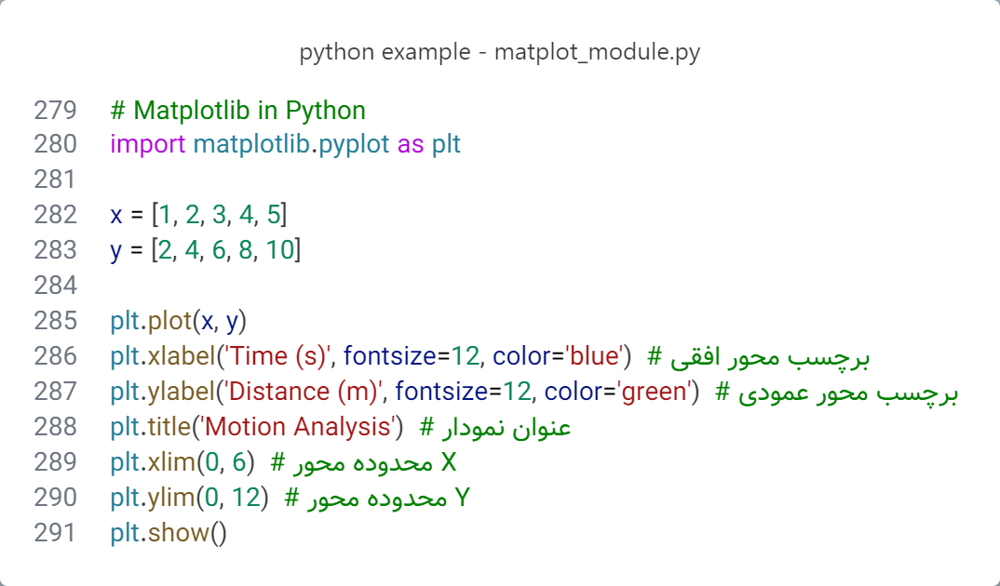 python example - matplot_module.py
279 # Matplotlib in Python
280 import matplotlib.pyplot as plt
281
282 x = [1, 2, 3, 4, 5]
283 y = [2, 4, 6, 8, 10]
284
285 plt.plot(x, y)
286 plt.xlabel('Time (s)', fontsize=12, color='blue')  # برچسب محور افقی
287 plt.ylabel('Distance (m)', fontsize=12, color='green')  # برچسب محور عمودی
288 plt.title('Motion Analysis')  # عنوان نمودار
289 plt.xlim(0, 6)  # محدوده محور X
290 plt.ylim(0, 12)  # محدوده محور Y
291 plt.show()